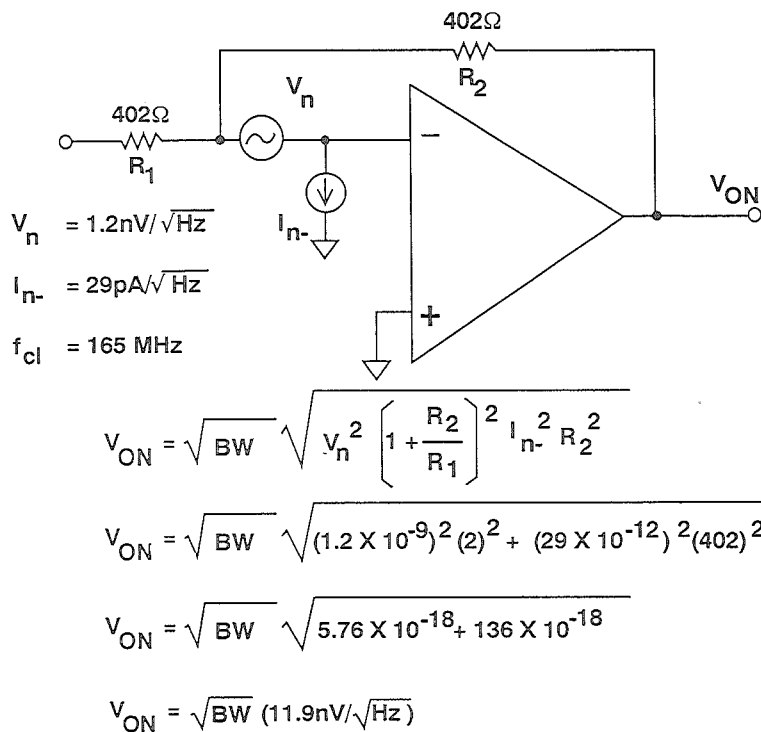 402Ω
R2
Vn
402Ω
R1
−
In-
VON
+
Vn = 1.2nV/√Hz
In- = 29pA/√Hz
fcl = 165 MHz
VON = √BW √Vn² (1 + R2/R1)² In-² R2²
VON = √BW √(1.2 X 10⁻⁹)² (2)² + (29 X 10⁻¹²)² (402)²
VON = √BW √5.76 X 10⁻¹⁸ + 136 X 10⁻¹⁸
VON = √BW (11.9nV/√Hz)